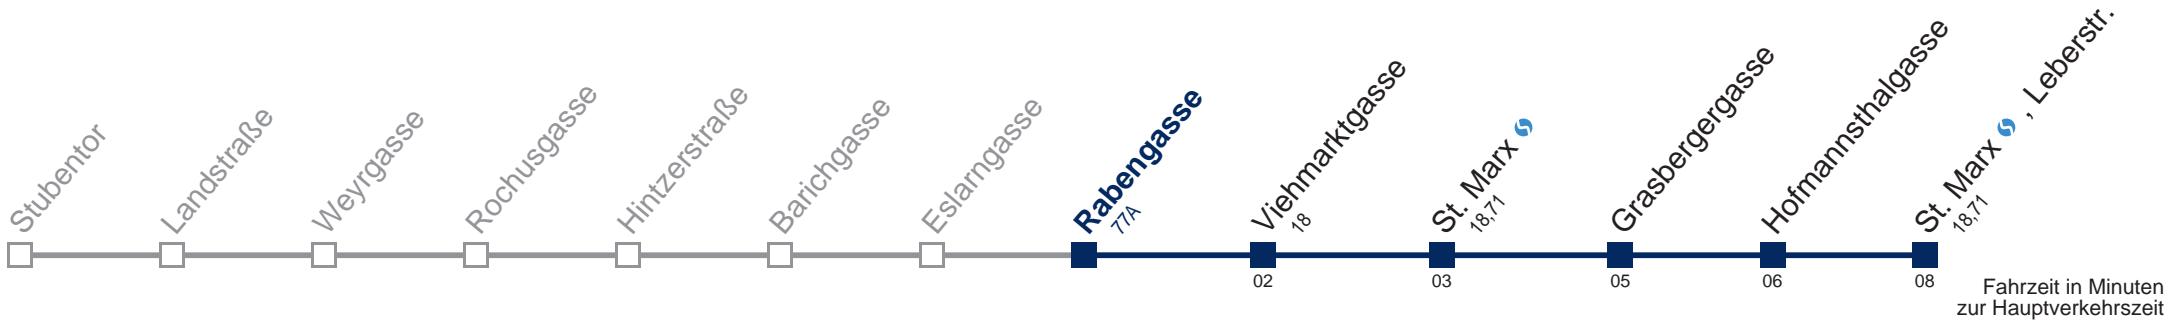 Stubentor
Landstraße
Weyrgasse
Rochusgasse
Hintzerstraße
Barichgasse
Eslarngasse
Rabengasse
77A
Viehmarktgasse
18
St. Marx
18,71
Grasbergergasse
Hofmannsthalgasse
St. Marx , Leberstr.
18,71
02
03
05
06
08
Fahrzeit in Minuten
zur Hauptverkehrszeit